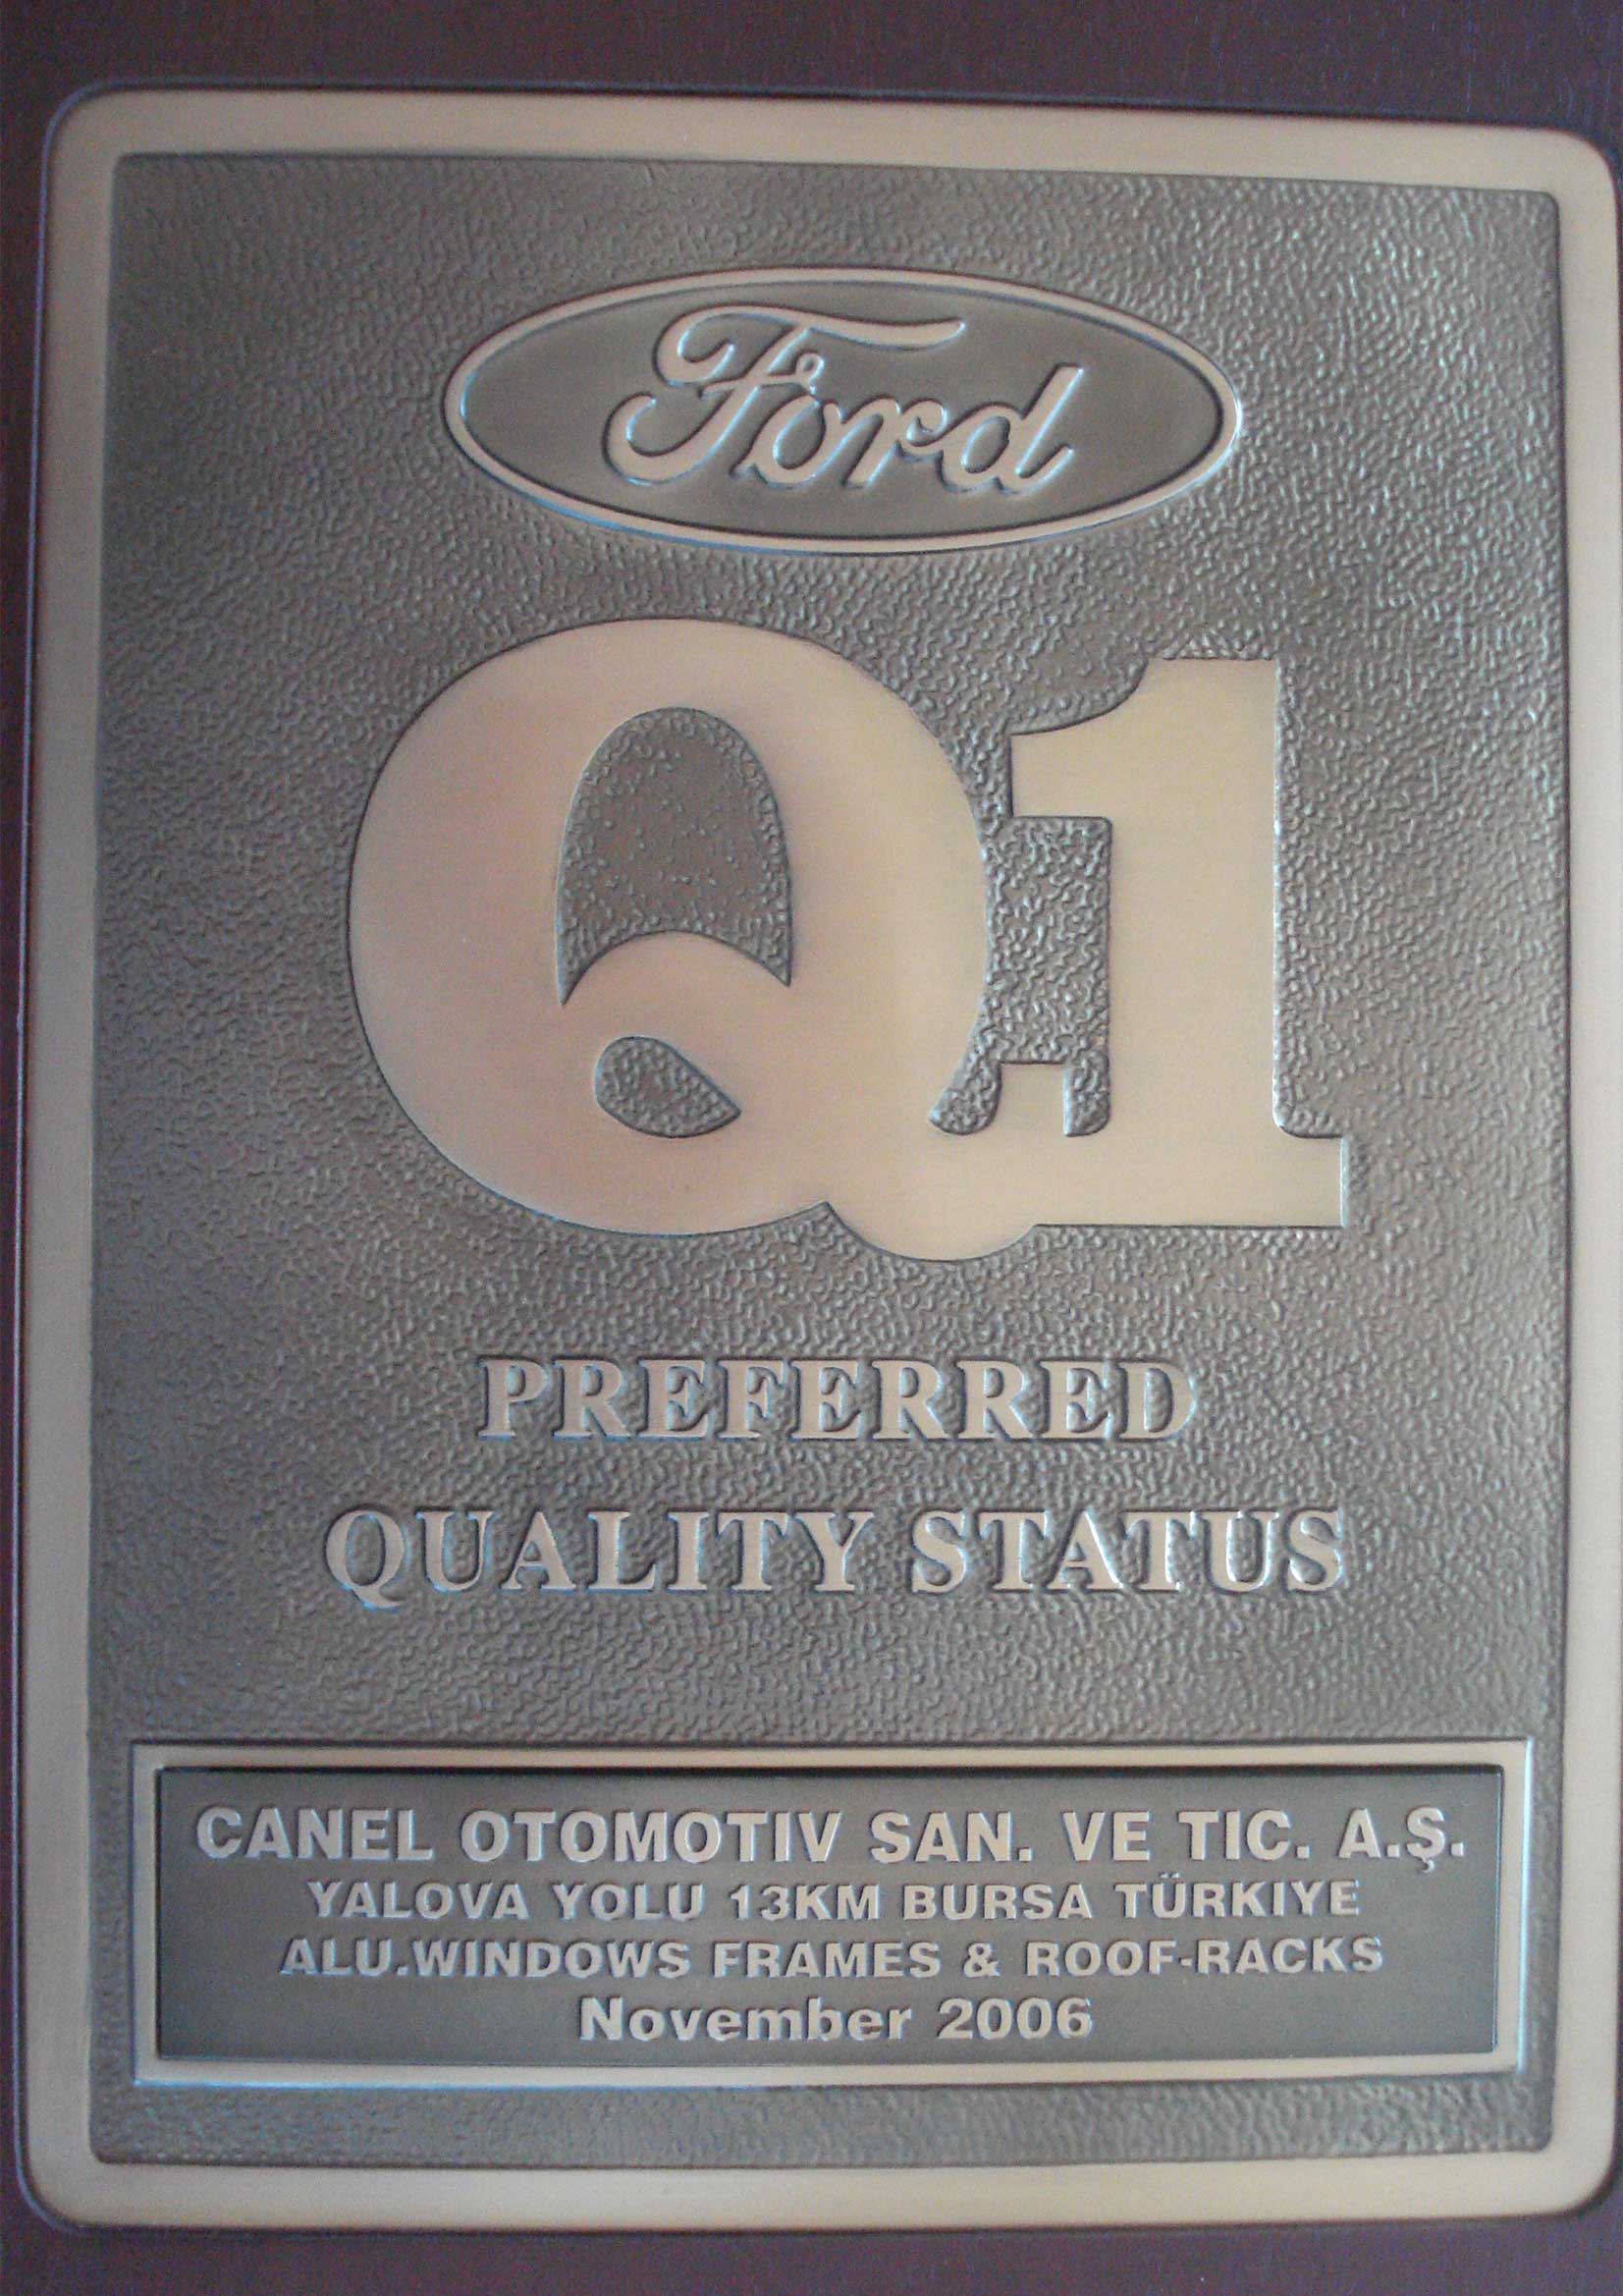 Ford
Q1
PREFERRED
QUALITY STATUS
CANEL OTOMOTIV SAN. VE TIC. A.Ş.
YALOVA YOLU 13KM BURSA TÜRKIYE
ALU.WINDOWS FRAMES & ROOF-RACKS
November 2006